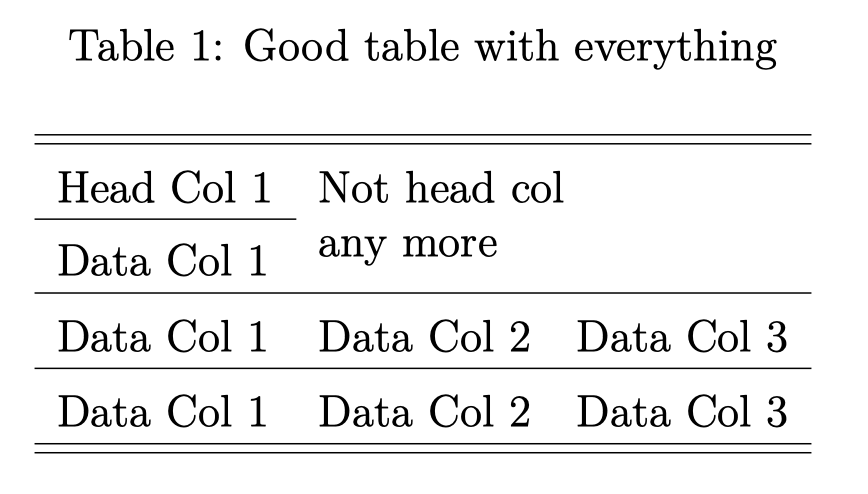 Table 1: Good table with everything
Head Col 1 Not head col
any more
Data Col 1
Data Col 1 Data Col 2 Data Col 3
Data Col 1 Data Col 2 Data Col 3